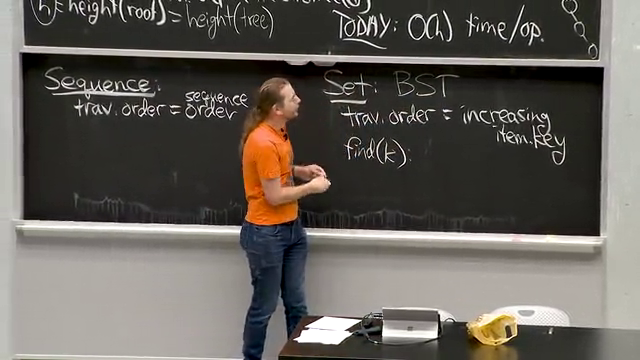 h = height(root) = height(tree)
TODAY: O(h) time/op.
Sequence:
trav. order = sequence order
Set: BST
trav. order = increasing
item.key
find(k):